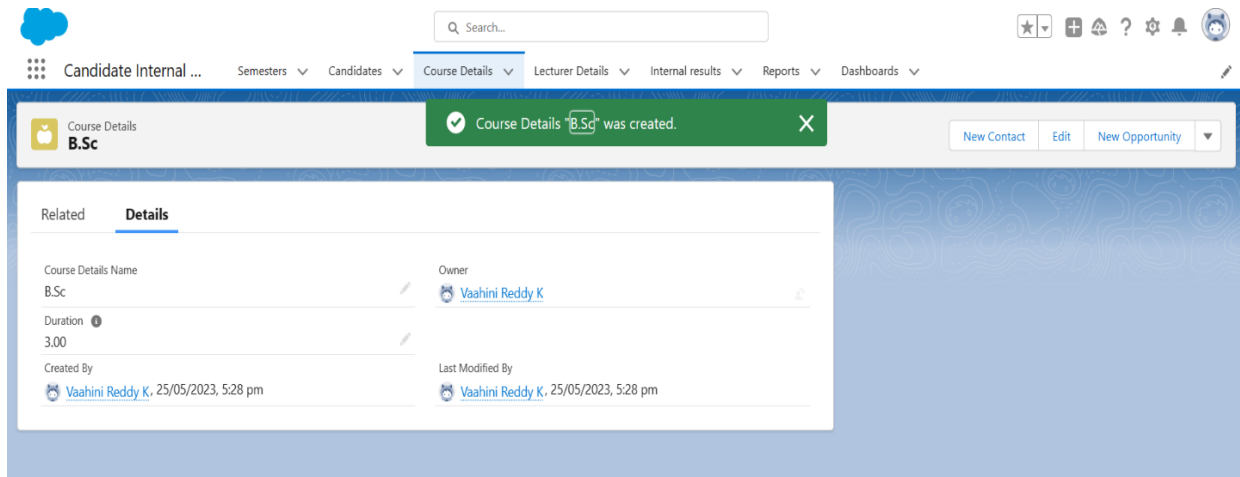 Search...
Candidate Internal ... Semesters Candidates Course Details Lecturer Details Internal results Reports Dashboards
Course Details
B.Sc
Course Details "B.Sc" was created.
New Contact Edit New Opportunity
Related Details
Course Details Name Owner
B.Sc Vaahini Reddy K
Duration
3.00
Created By Last Modified By
Vaahini Reddy K, 25/05/2023, 5:28 pm Vaahini Reddy K, 25/05/2023, 5:28 pm